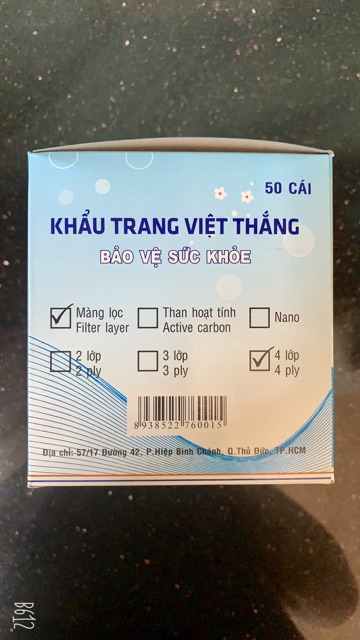 50 CÁI
KHẨU TRANG VIỆT THẮNG
BẢO VỆ SỨC KHỎE
Màng lọc Than hoạt tính Nano
Filter layer Active carbon
2 lớp 3 lớp 4 lớp
2 ply 3 ply 4 ply
8938522760015
Địa chỉ: 57/17 Đường 42, P.Hiệp Bình Chánh, Q.Thủ Đức, TP.HCM
B612